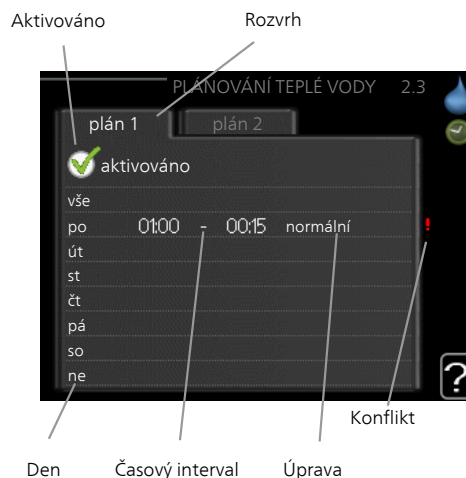 Aktivováno Rozvrh
PLÁNOVÁNÍ TEPLÉ VODY 2.3
plán 1 plán 2
aktivováno
vše
po 01:00 - 00:15 normální !
út
st
čt
pá
so
ne
?
Konflikt
Den Časový interval Úprava